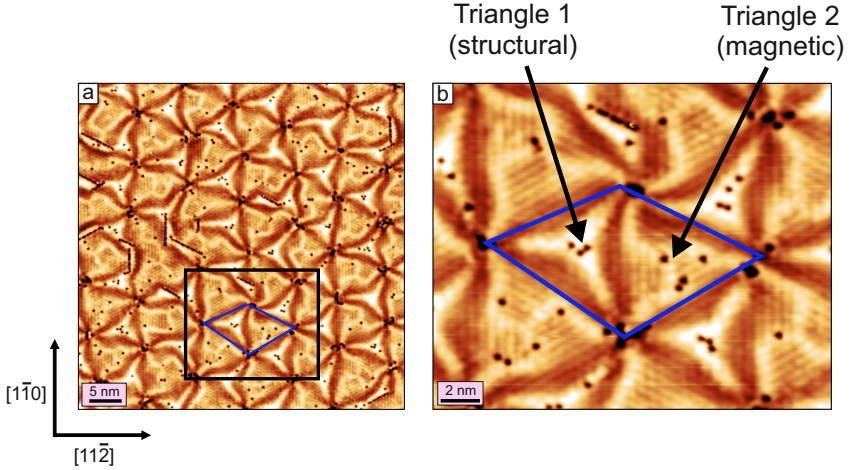 Triangle 1
(structural)
Triangle 2
(magnetic)
a
b
5 nm
2 nm
[11̅0]
[112̅]